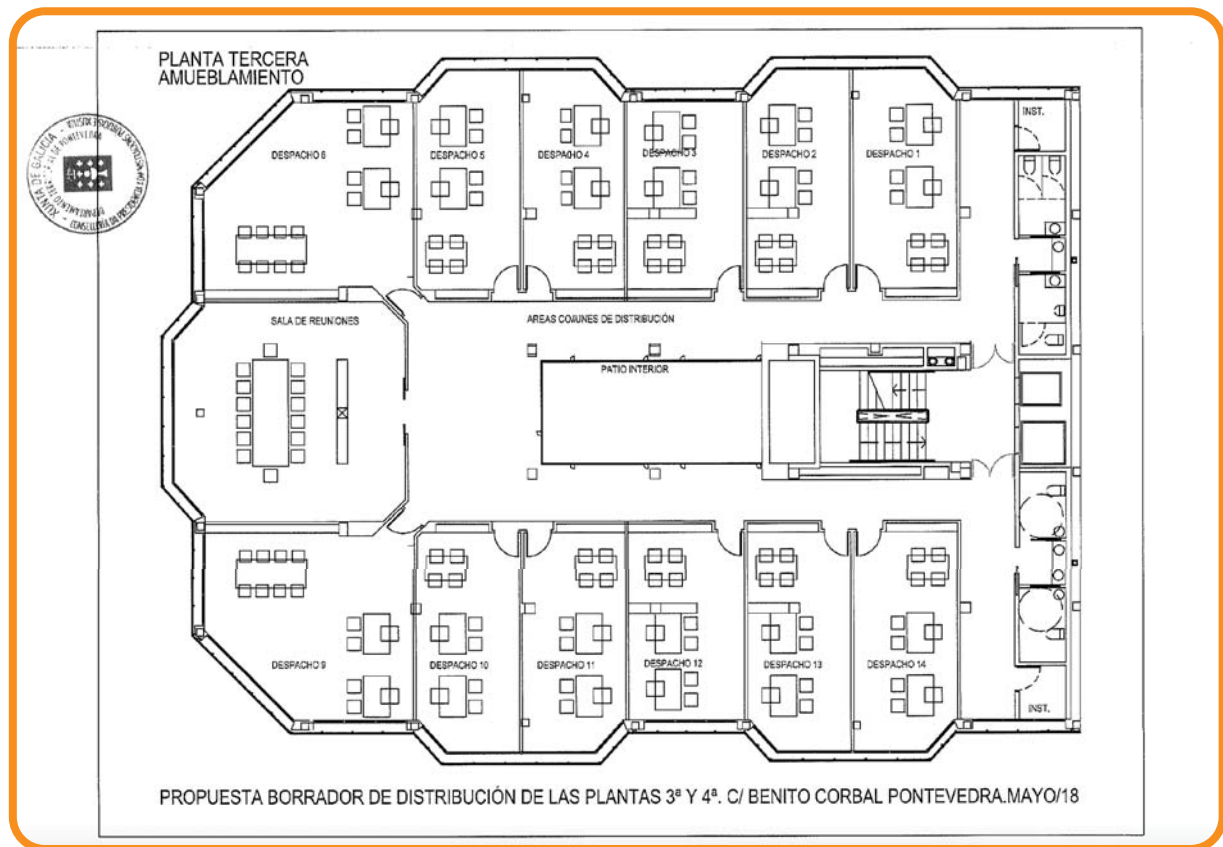 PLANTA TERCERA
AMUEBLAMIENTO
XUNTA DE GALICIA
INST.
DESPACHO 6
DESPACHO 5
DESPACHO 4
DESPACHO 3
DESPACHO 2
DESPACHO 1
SALA DE REUNIONES
AREAS COMUNES DE DISTRIBUCIÓN
PATIO INTERIOR
DESPACHO 9
DESPACHO 10
DESPACHO 11
DESPACHO 12
DESPACHO 13
DESPACHO 14
INST.
PROPUESTA BORRADOR DE DISTRIBUCIÓN DE LAS PLANTAS 3ª Y 4ª. C/ BENITO CORBAL PONTEVEDRA.MAYO/18